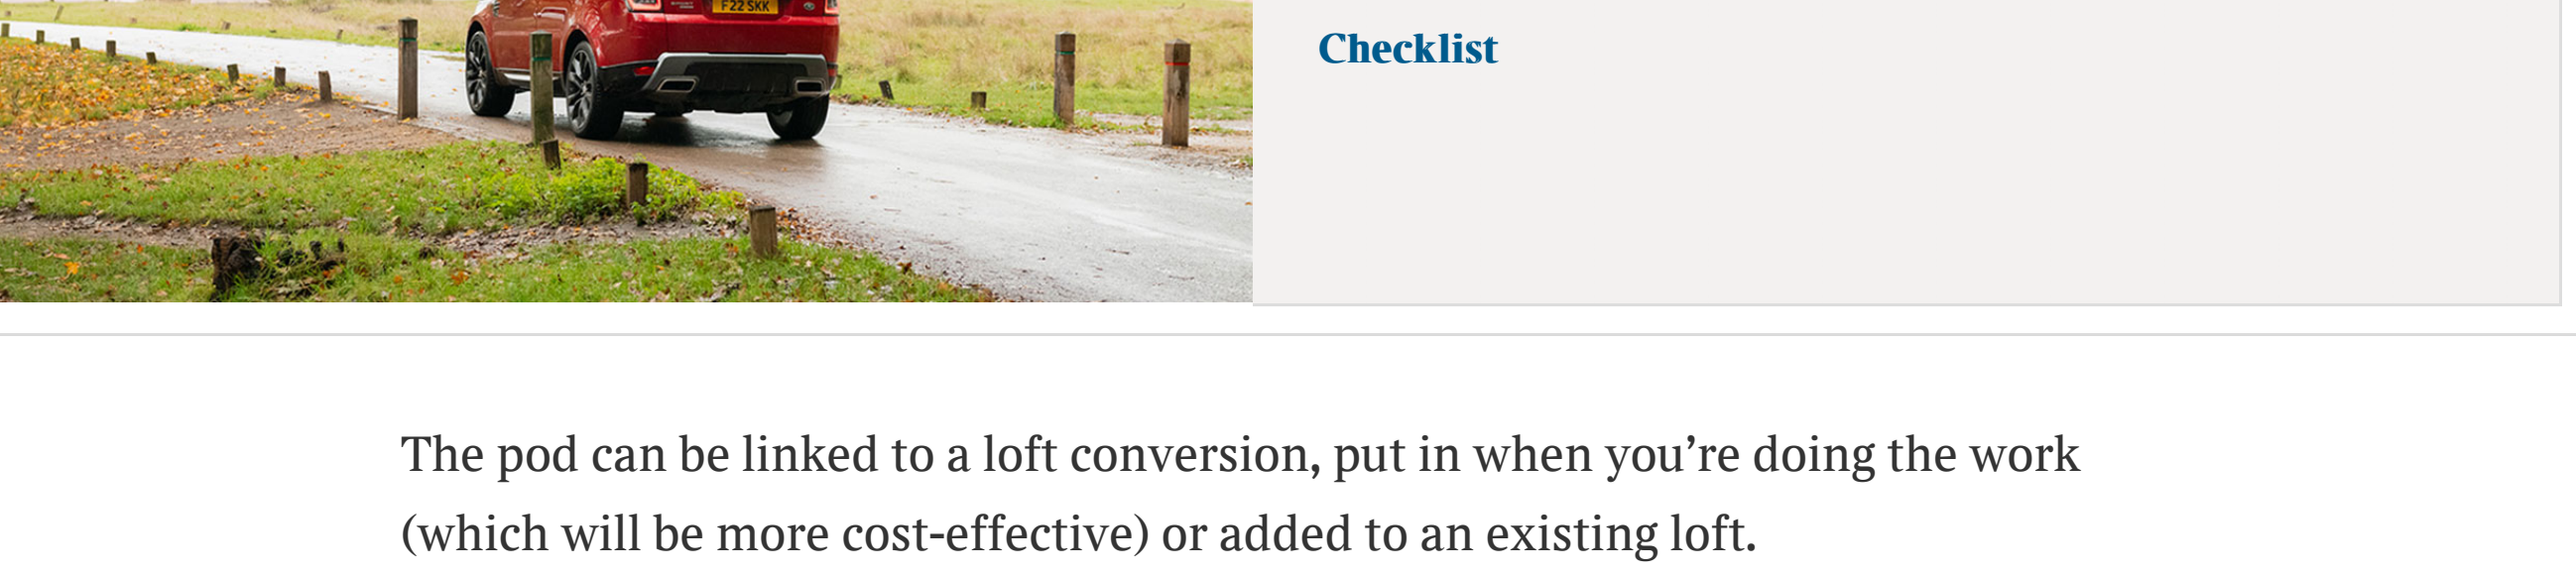 F22 SKK
Checklist
The pod can be linked to a loft conversion, put in when you’re doing the work
(which will be more cost-effective) or added to an existing loft.